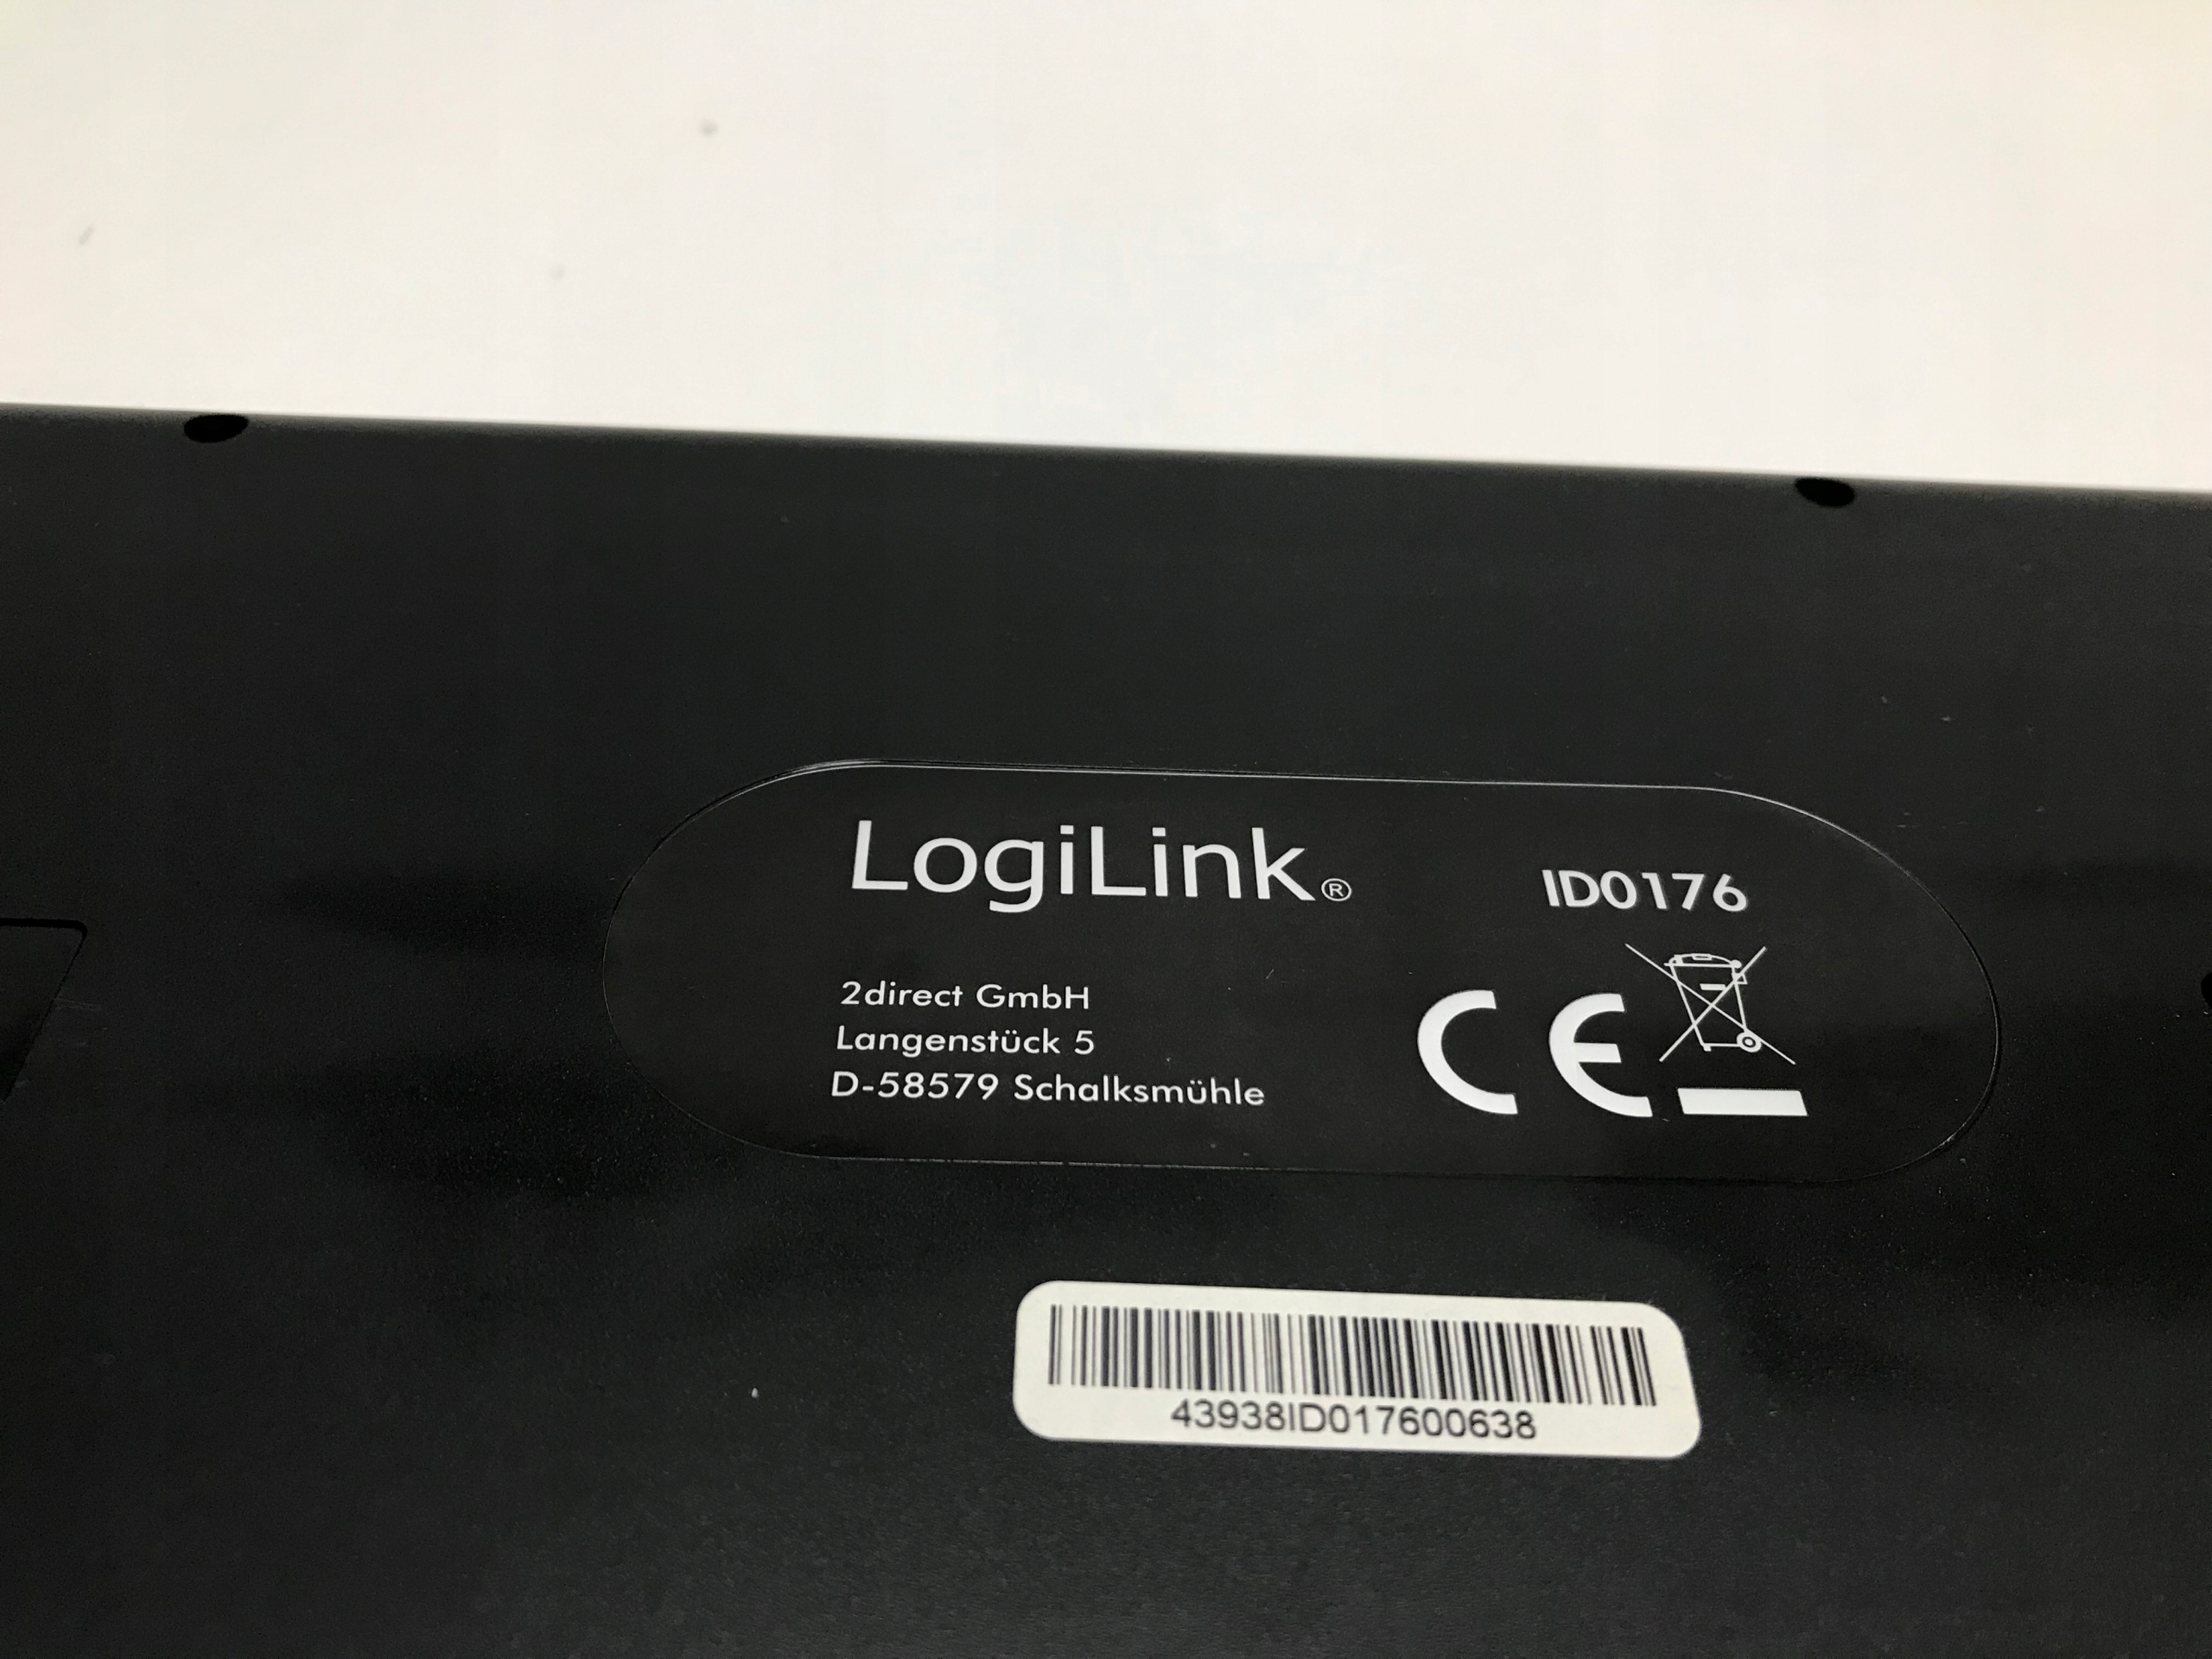 LogiLink®
ID0176
2direct GmbH
Langenstück 5
D-58579 Schalksmühle
CE
43938ID017600638